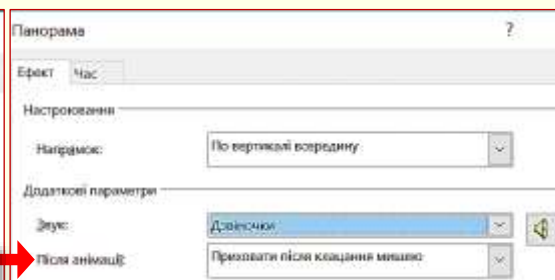 Панорама ?
Ефект Час
Настроювання
Напрямок: По вертикалі всередину
Додаткові параметри
Звук: Дзвіночки
Після анімації: Приховати після клацання мишею